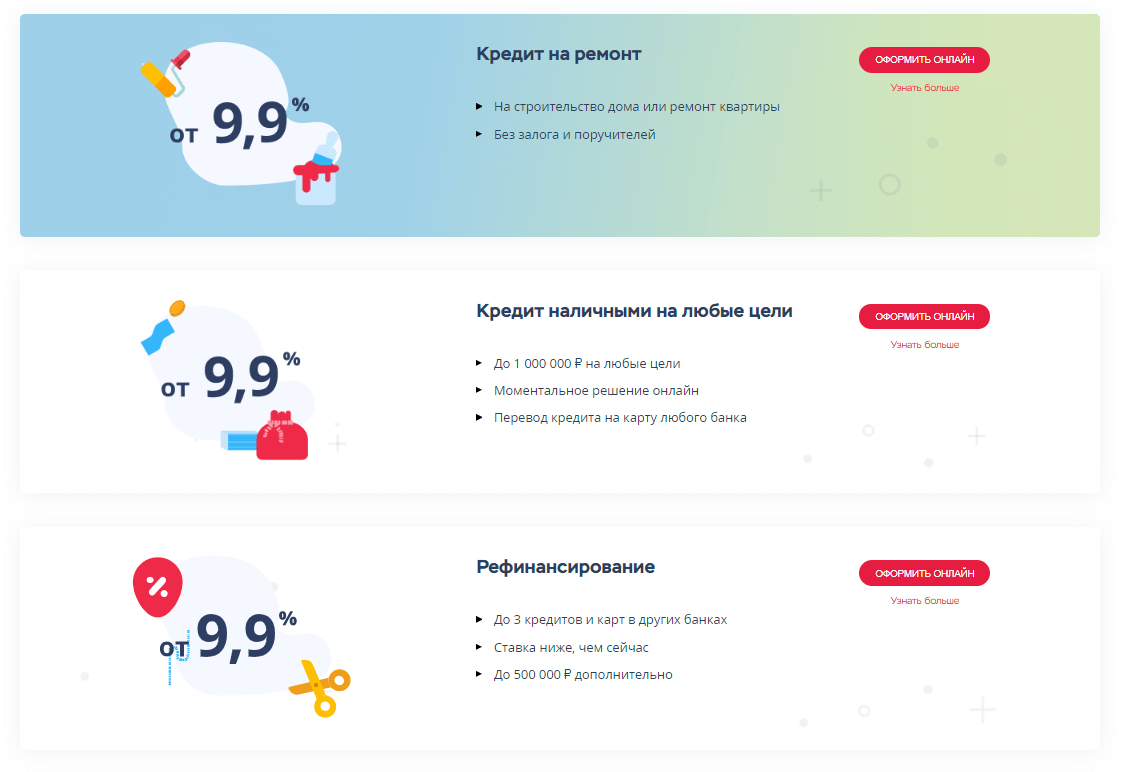 Кредит на ремонт
ОФОРМИТЬ ОНЛАЙН
Узнать больше
от 9,9 %
На строительство дома или ремонт квартиры
Без залога и поручителей
Кредит наличными на любые цели
ОФОРМИТЬ ОНЛАЙН
Узнать больше
от 9,9 %
До 1 000 000 ₽ на любые цели
Моментальное решение онлайн
Перевод кредита на карту любого банка
%
Рефинансирование
ОФОРМИТЬ ОНЛАЙН
Узнать больше
от 9,9 %
До 3 кредитов и карт в других банках
Ставка ниже, чем сейчас
До 500 000 ₽ дополнительно